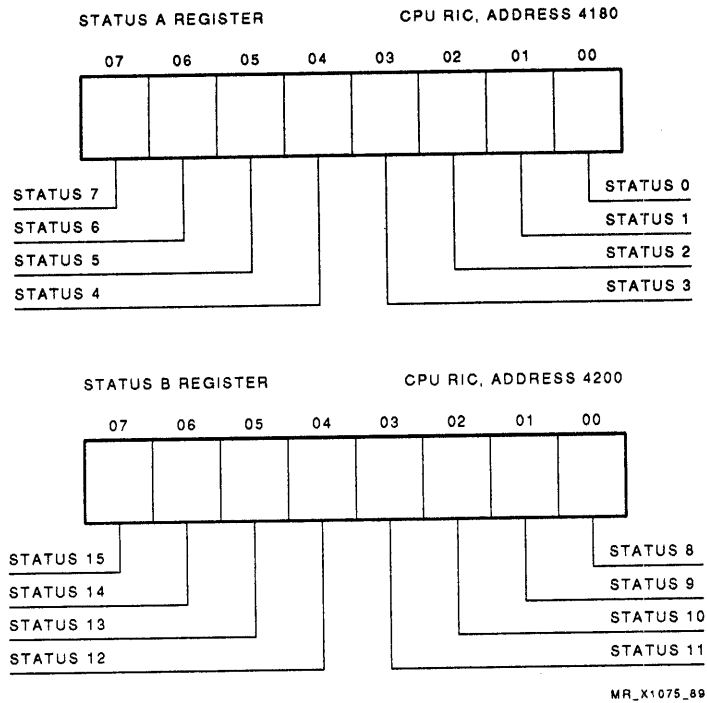 STATUS A REGISTER CPU RIC, ADDRESS 4180
07 06 05 04 03 02 01 00
STATUS 7 STATUS 0
STATUS 6 STATUS 1
STATUS 5 STATUS 2
STATUS 4 STATUS 3
STATUS B REGISTER CPU RIC, ADDRESS 4200
07 06 05 04 03 02 01 00
STATUS 15 STATUS 8
STATUS 14 STATUS 9
STATUS 13 STATUS 10
STATUS 12 STATUS 11
MR_X1075_89